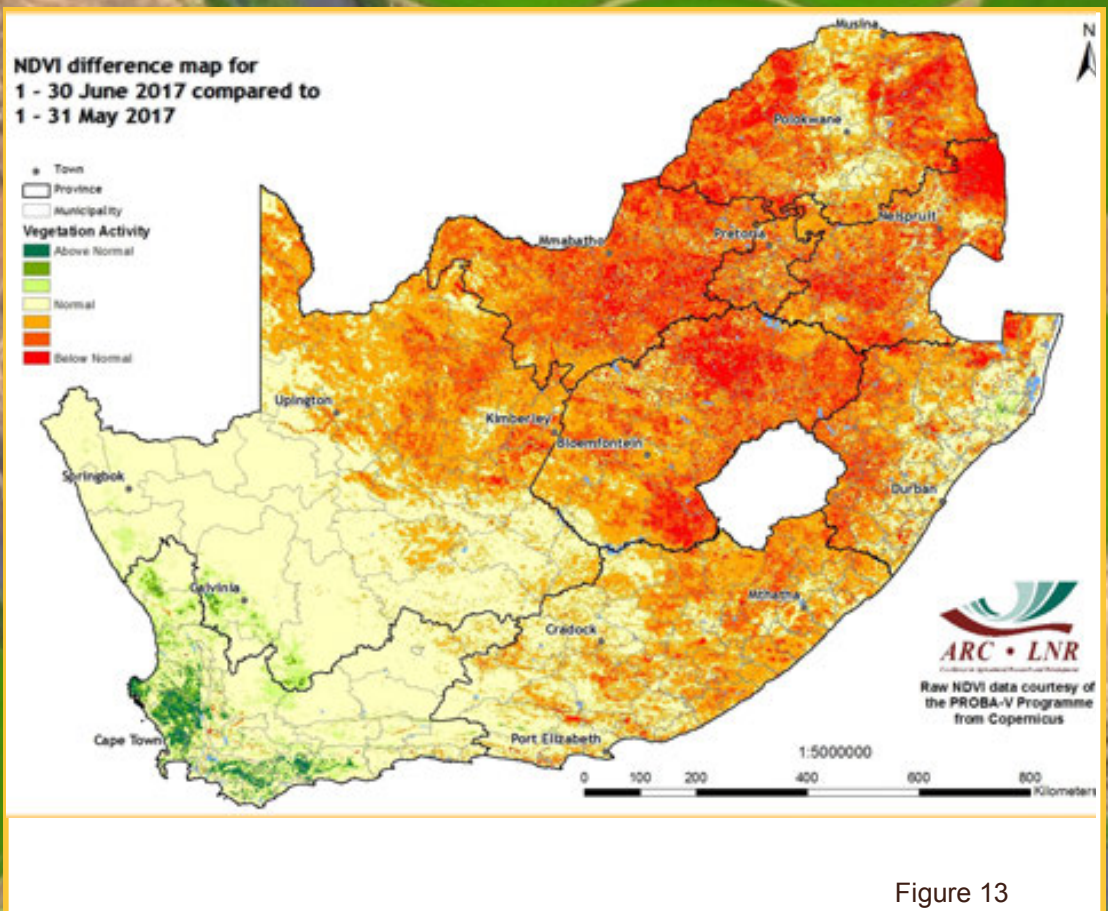 NDVI difference map for
1 - 30 June 2017 compared to
1 - 31 May 2017
Town
Province
Municipality
Vegetation Activity
Above Normal
Normal
Below Normal
N
Musina
Polokwane
Nelspruit
Pretoria
Mmabatho
Upington
Kimberley
Bloemfontein
Springbok
Durban
Calvinia
Mthatha
Cradock
Cape Town
Port Elizabeth
ARC • LNR
Raw NDVI data courtesy of
the PROBA-V Programme
from Copernicus
1:5000000
0 100 200 400 600 800
Kilometers
Figure 13